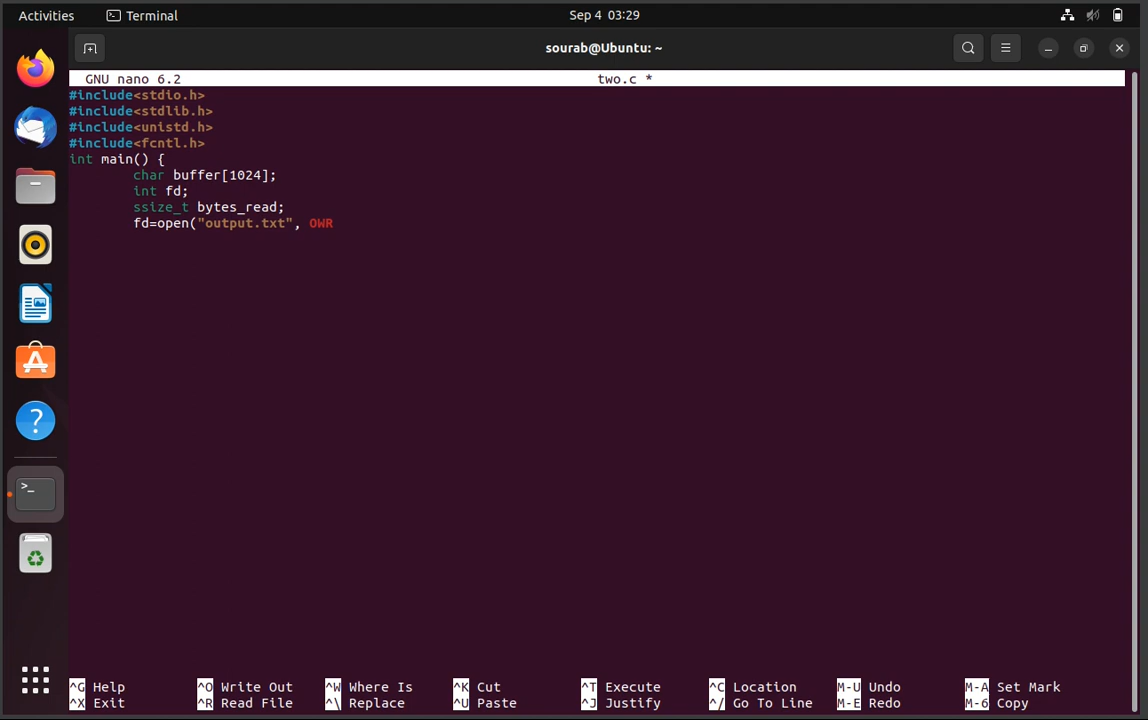 Activities Terminal Sep 4 03:29
sourab@Ubuntu: ~
GNU nano 6.2 two.c *
#include<stdio.h>
#include<stdlib.h>
#include<unistd.h>
#include<fcntl.h>
int main() {
        char buffer[1024];
        int fd;
        ssize_t bytes_read;
        fd=open("output.txt", OWR
^G Help ^O Write Out ^W Where Is ^K Cut ^T Execute ^C Location M-U Undo M-A Set Mark
^X Exit ^R Read File ^\ Replace ^U Paste ^J Justify ^/ Go To Line M-E Redo M-6 Copy